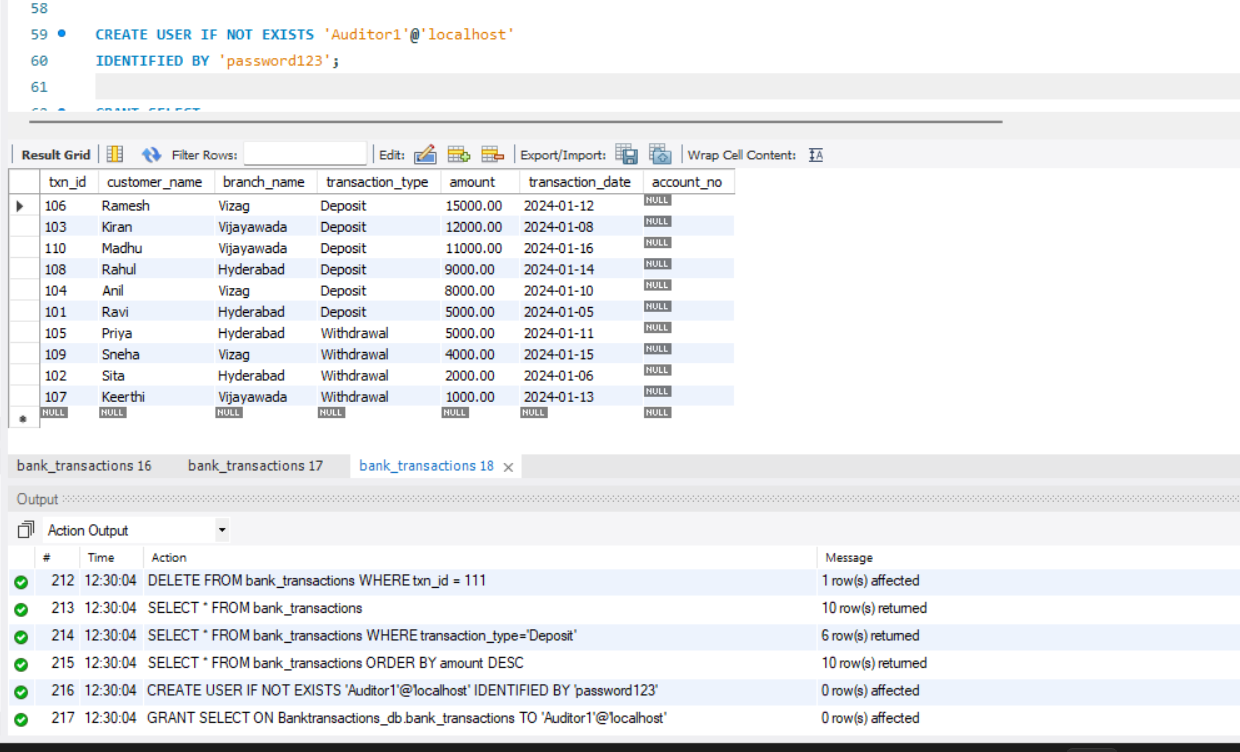 58
59 CREATE USER IF NOT EXISTS 'Auditor1'@'localhost'
60 IDENTIFIED BY 'password123';
61
Result Grid Filter Rows: Edit: Export/Import: Wrap Cell Content:
txn_id customer_name branch_name transaction_type amount transaction_date account_no
106 Ramesh Vizag Deposit 15000.00 2024-01-12 NULL
103 Kiran Vijayawada Deposit 12000.00 2024-01-08 NULL
110 Madhu Vijayawada Deposit 11000.00 2024-01-16 NULL
108 Rahul Hyderabad Deposit 9000.00 2024-01-14 NULL
104 Anil Vizag Deposit 8000.00 2024-01-10 NULL
101 Ravi Hyderabad Deposit 5000.00 2024-01-05 NULL
105 Priya Hyderabad Withdrawal 5000.00 2024-01-11 NULL
109 Sneha Vizag Withdrawal 4000.00 2024-01-15 NULL
102 Sita Hyderabad Withdrawal 2000.00 2024-01-06 NULL
107 Keerthi Vijayawada Withdrawal 1000.00 2024-01-13 NULL
NULL NULL NULL NULL NULL NULL NULL
bank_transactions 16 bank_transactions 17 bank_transactions 18
Output
Action Output
# Time Action Message
212 12:30:04 DELETE FROM bank_transactions WHERE txn_id = 111 1 row(s) affected
213 12:30:04 SELECT * FROM bank_transactions 10 row(s) returned
214 12:30:04 SELECT * FROM bank_transactions WHERE transaction_type='Deposit' 6 row(s) returned
215 12:30:04 SELECT * FROM bank_transactions ORDER BY amount DESC 10 row(s) returned
216 12:30:04 CREATE USER IF NOT EXISTS 'Auditor1'@'localhost' IDENTIFIED BY 'password123' 0 row(s) affected
217 12:30:04 GRANT SELECT ON Banktransactions_db.bank_transactions TO 'Auditor1'@'localhost' 0 row(s) affected